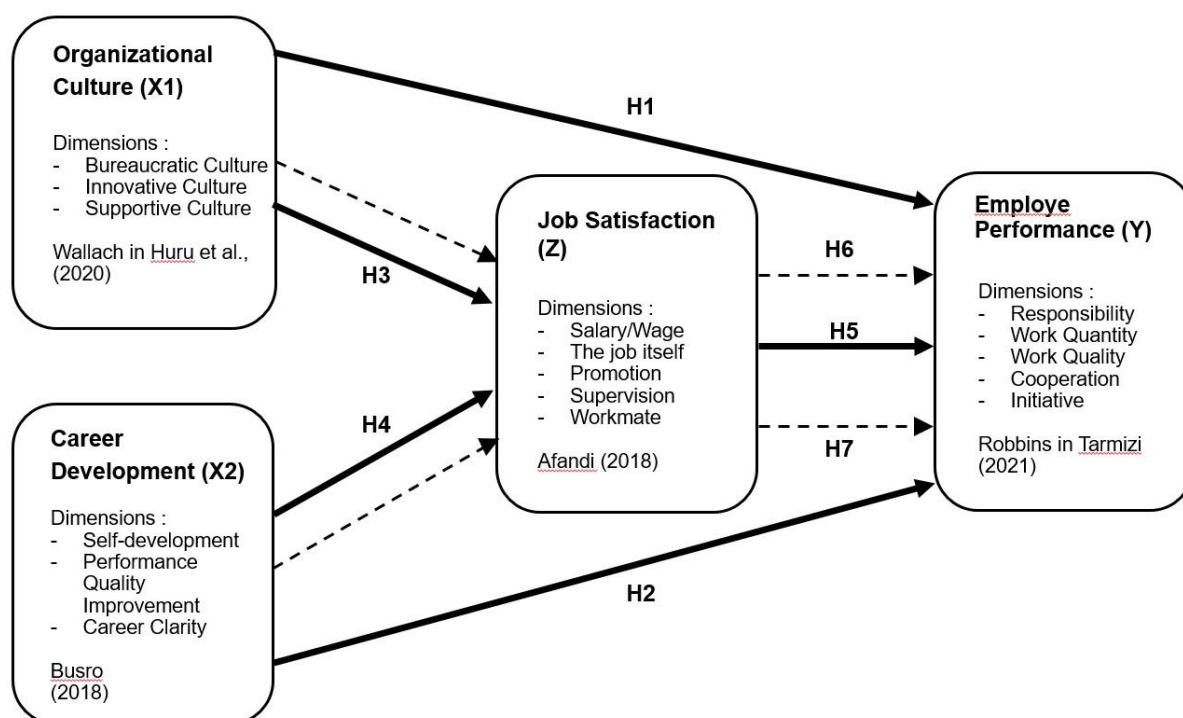 Organizational
Culture (X1)
Dimensions :
- Bureaucratic Culture
- Innovative Culture
- Supportive Culture
Wallach in Huru et al.,
(2020)
H1
H3
Job Satisfaction
(Z)
Dimensions :
- Salary/Wage
- The job itself
- Promotion
- Supervision
- Workmate
Afandi (2018)
H6
H5
H7
Employe
Performance (Y)
Dimensions :
- Responsibility
- Work Quantity
- Work Quality
- Cooperation
- Initiative
Robbins in Tarmizi
(2021)
Career
Development (X2)
Dimensions :
- Self-development
- Performance
Quality
Improvement
- Career Clarity
Busro
(2018)
H4
H2